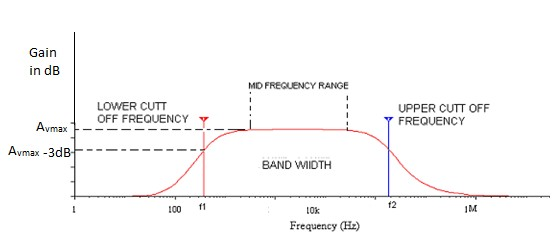 Gain
in dB
MID FREQUENCY RANGE
LOWER CUTT
OFF FREQUENCY
UPPER CUTT OFF
FREQUENCY
Avmax
Avmax -3dB
BAND WIIDTH
1
100
f1
10k
f2
1M
Frequency (Hz)